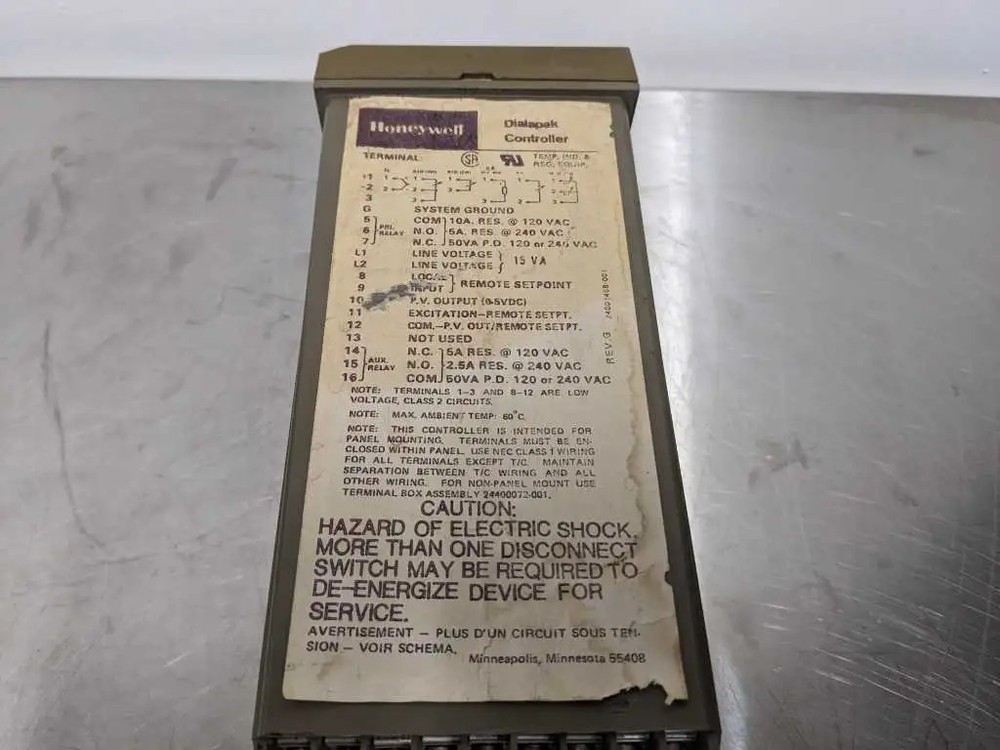 Honeywell
Dialapak
Controller
TERMINAL:
SA
TEMP. IND. &
REG. EQUIP.
+1
-2
3
G SYSTEM GROUND
5 COM 10A. RES. @ 120 VAC
6 PRI. RELAY N.O. 5A. RES. @ 240 VAC
7 N.C. 50VA P.D. 120 or 240 VAC
L1 LINE VOLTAGE
L2 LINE VOLTAGE 15 VA
8 LOCAL
9 INPUT REMOTE SETPOINT
10 P.V. OUTPUT (0-5VDC)
11 EXCITATION-REMOTE SETPT.
12 COM.-P.V. OUT/REMOTE SETPT.
13 NOT USED
14 N.C. 5A RES. @ 120 VAC
15 AUX. RELAY N.O. 2.5A RES. @ 240 VAC
16 COM 50VA P.D. 120 or 240 VAC
REV. G
NOTE: TERMINALS 1-3 AND 8-12 ARE LOW
VOLTAGE, CLASS 2 CIRCUITS.
NOTE: MAX. AMBIENT TEMP: 60°C
NOTE: THIS CONTROLLER IS INTENDED FOR
PANEL MOUNTING. TERMINALS MUST BE EN-
CLOSED WITHIN PANEL. USE NEC CLASS 1 WIRING
FOR ALL TERMINALS EXCEPT T/C. MAINTAIN
SEPARATION BETWEEN T/C WIRING AND ALL
OTHER WIRING. FOR NON-PANEL MOUNT USE
TERMINAL BOX ASSEMBLY 24400072-001.
CAUTION:
HAZARD OF ELECTRIC SHOCK.
MORE THAN ONE DISCONNECT
SWITCH MAY BE REQUIRED TO
DE-ENERGIZE DEVICE FOR
SERVICE.
AVERTISEMENT – PLUS D'UN CIRCUIT SOUS TEN-
SION – VOIR SCHEMA.
Minneapolis, Minnesota 55408